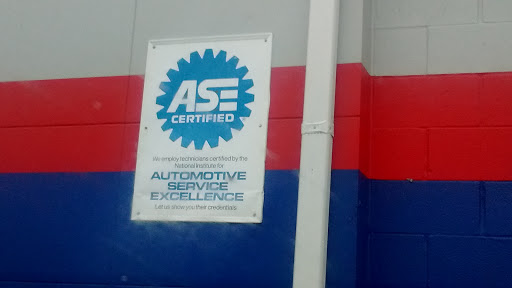 ASE
CERTIFIED
We employ technicians certified by the
National Institute for
AUTOMOTIVE
SERVICE
EXCELLENCE
Let us show you their credentials.